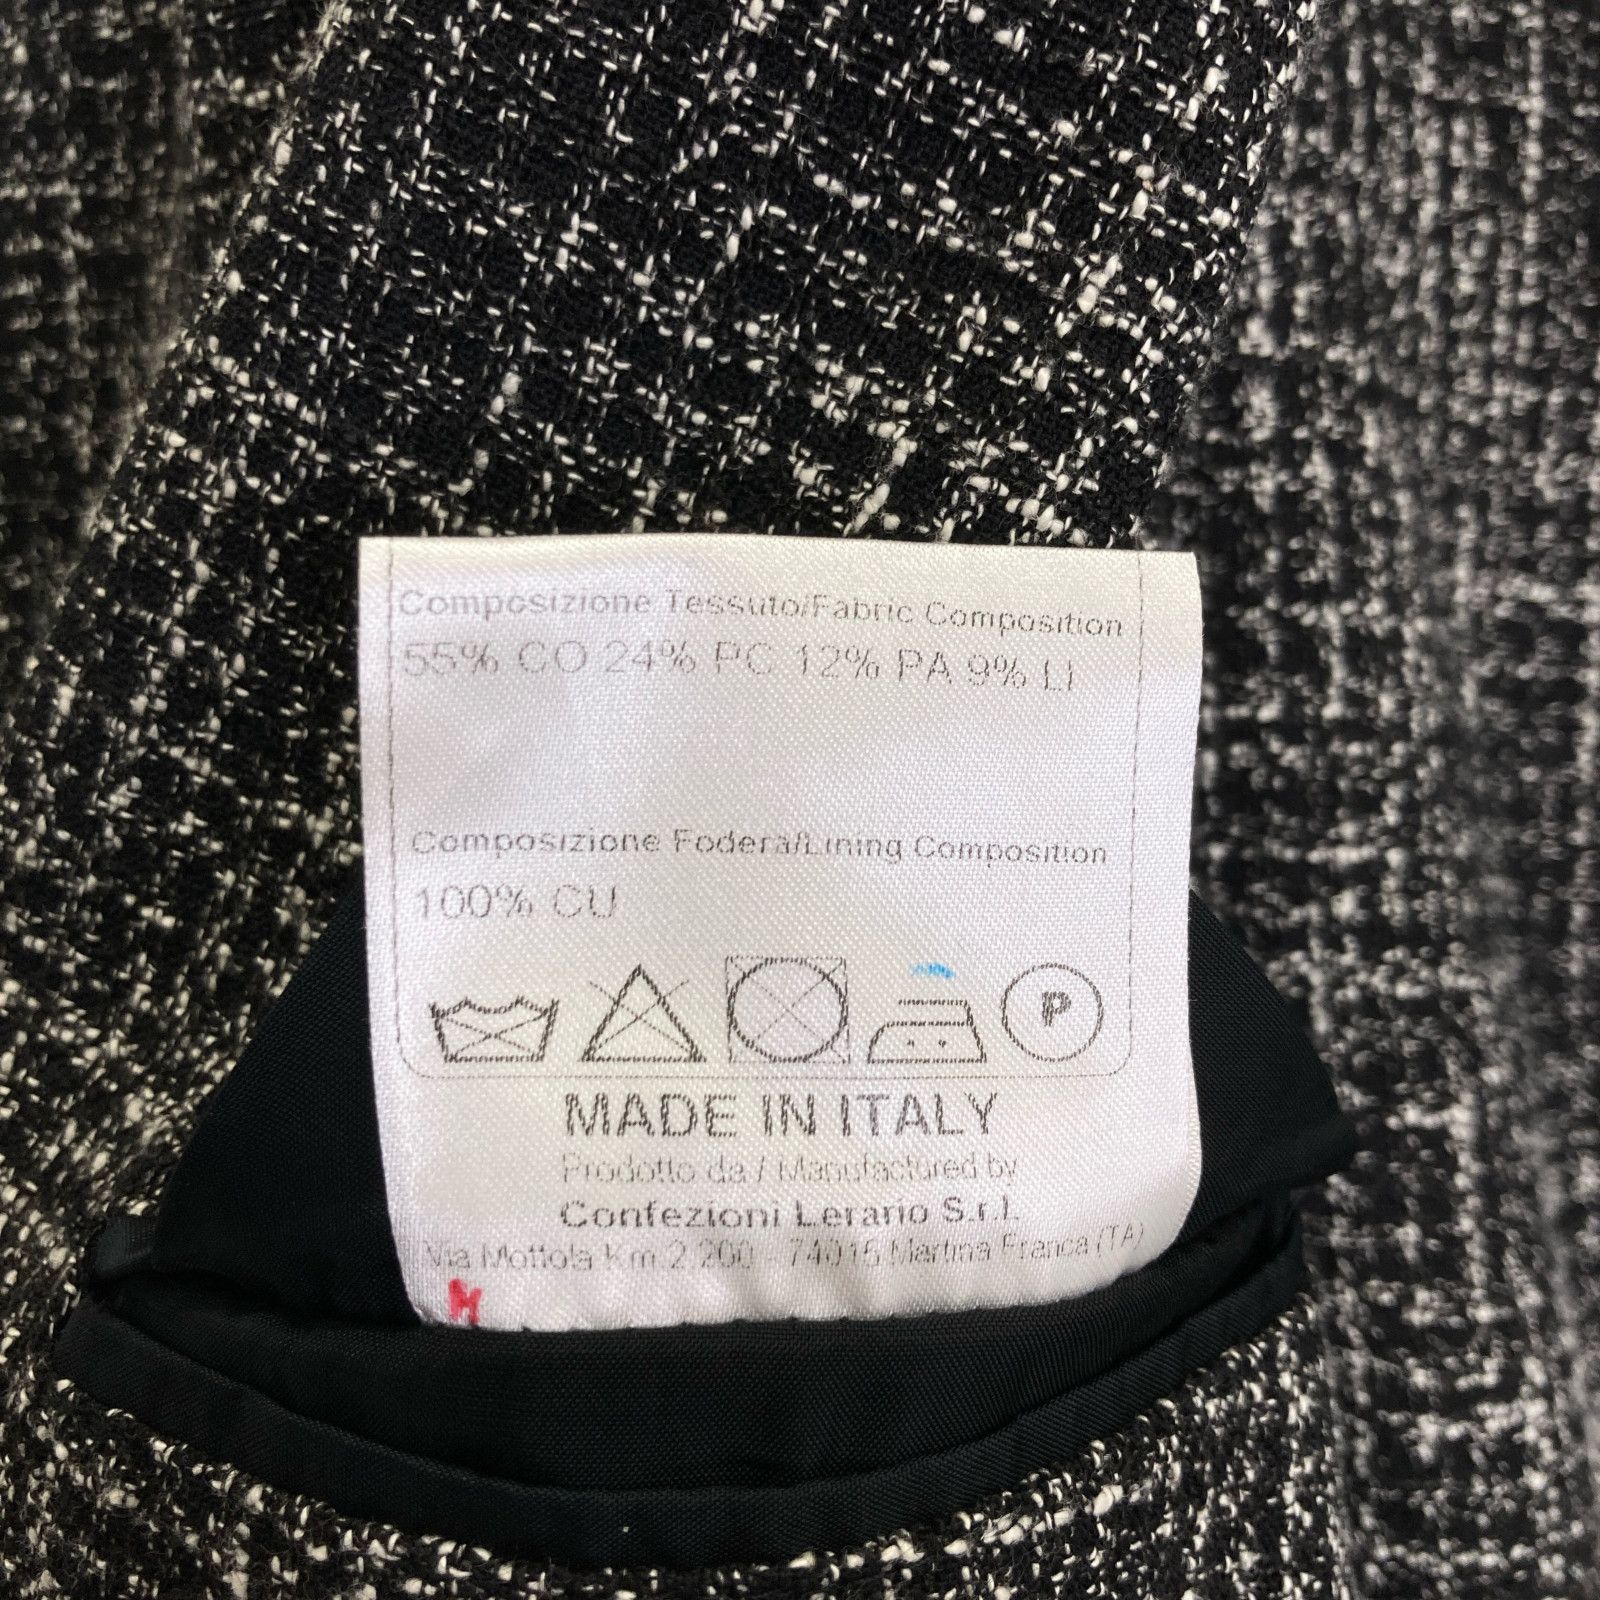 Composizione Tessuto/Fabric Composition
55% CO 24% PC 12% PA 9% LI
Composizione Fodera/Lining Composition
100% CU
P
MADE IN ITALY
Prodotto da / Manufactured by
Confezioni Lerario S.r.l.
Via Mottola Km 2,200 - 74015 Martina Franca (TA)
M